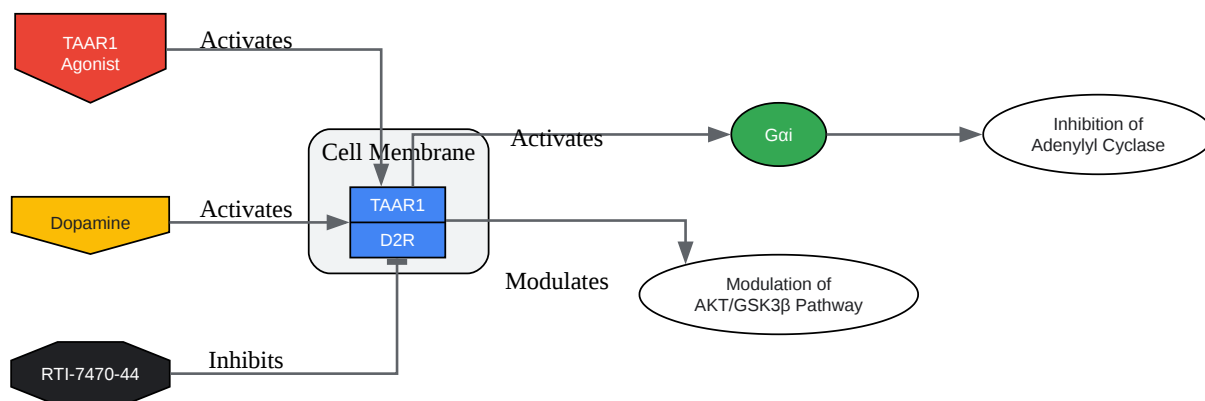 TAAR1
Agonist
Activates
Cell Membrane
Activates
Gαi
Inhibition of
Adenylyl Cyclase
Dopamine
Activates
TAAR1
D2R
Modulates
Modulation of
AKT/GSK3β Pathway
RTI-7470-44
Inhibits